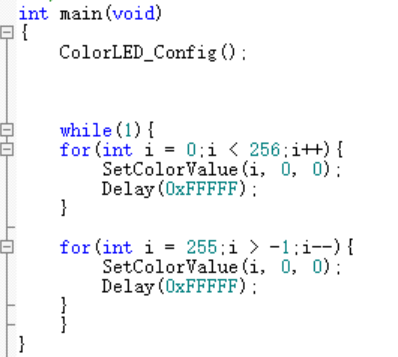 int main(void)
{
    ColorLED_Config();
    while(1){
    for(int i = 0;i < 256;i++){
        SetColorValue(i, 0, 0);
        Delay(0xFFFFF);
    }
    for(int i = 255;i > -1;i--){
        SetColorValue(i, 0, 0);
        Delay(0xFFFFF);
    }
    }
}